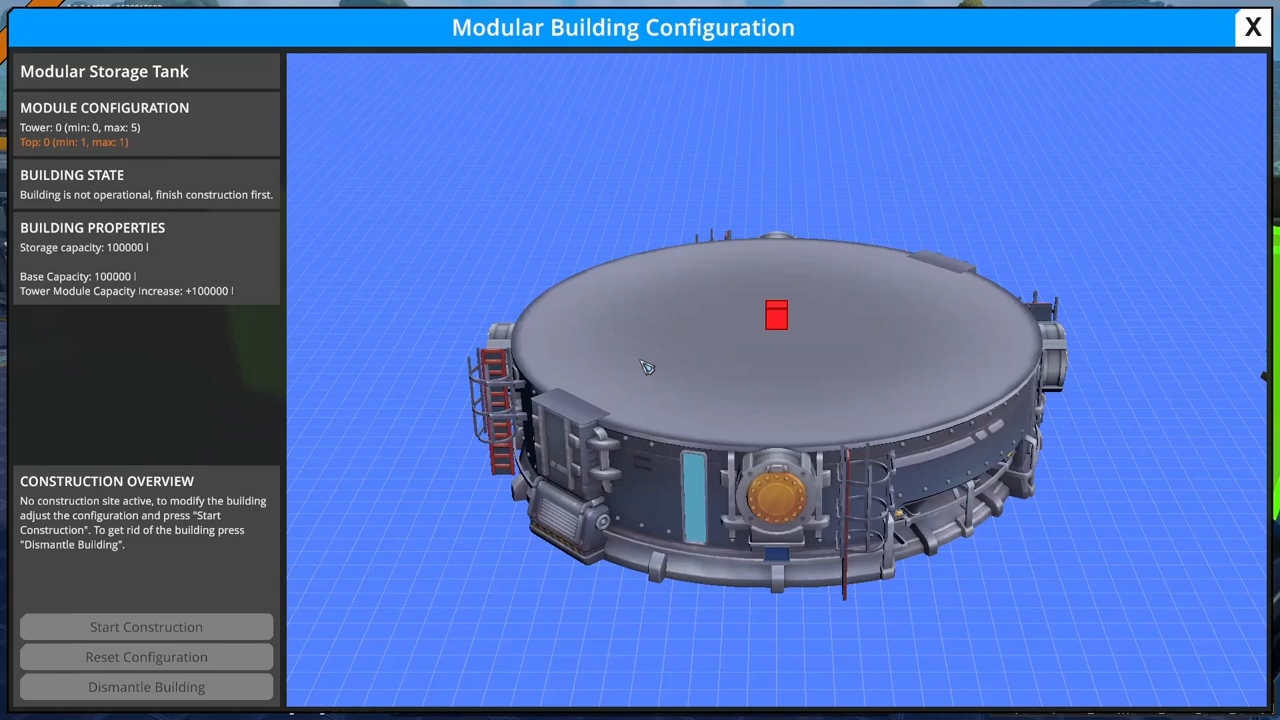 Modular Building Configuration
X
Modular Storage Tank
MODULE CONFIGURATION
Tower: 0 (min: 0, max: 5)
Top: 0 (min: 1, max: 1)
BUILDING STATE
Building is not operational, finish construction first.
BUILDING PROPERTIES
Storage capacity: 100000 l
Base Capacity: 100000 l
Tower Module Capacity Increase: +100000 l
CONSTRUCTION OVERVIEW
No construction site active, to modify the building
adjust the configuration and press "Start
Construction". To get rid of the building press
"Dismantle Building".
Start Construction
Reset Configuration
Dismantle Building